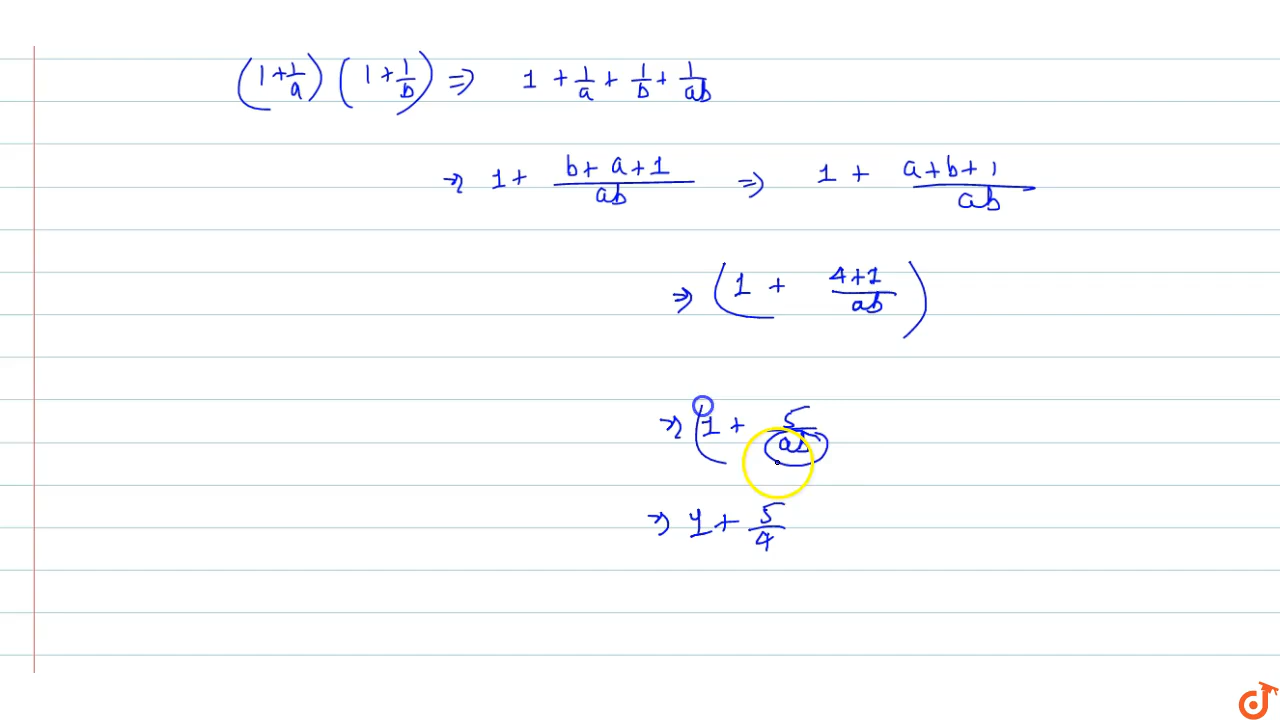 (1+1/a) (1+1/b) => 1 + 1/a + 1/b + 1/ab
=> 1 + (b+a+1)/ab => 1 + (a+b+1)/ab
=> (1 + (4+1)/ab)
=> (1 + 5/ab
=> 1 + 5/4